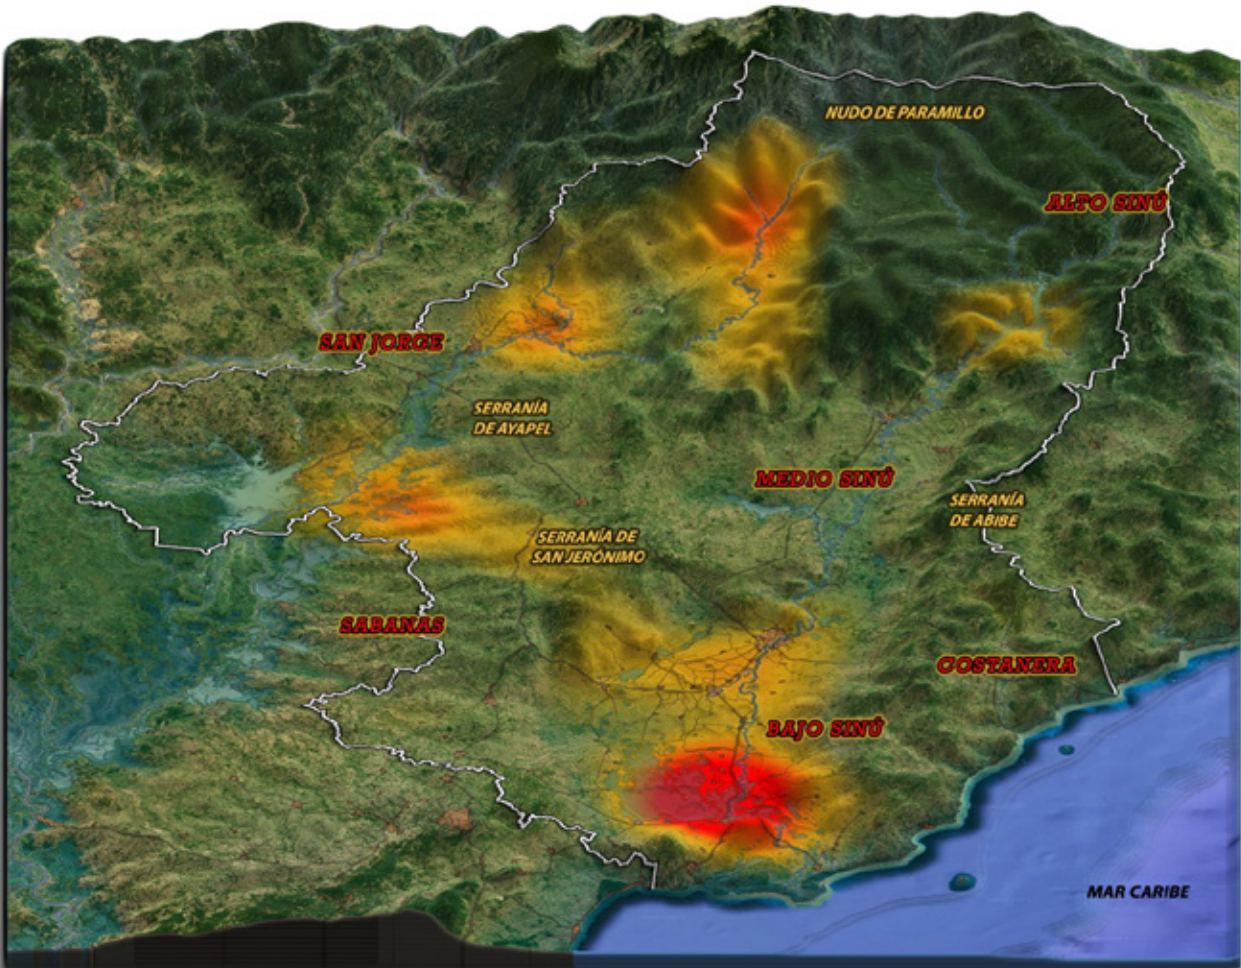 NUDO DE PARAMILLO
ALTO SINÚ
SAN JORGE
SERRANÍA
DE AYAPEL
MEDIO SINÚ
SERRANÍA
DE ABIBE
SERRANÍA DE
SAN JERÓNIMO
SABANAS
COSTANERA
BAJO SINÚ
MAR CARIBE